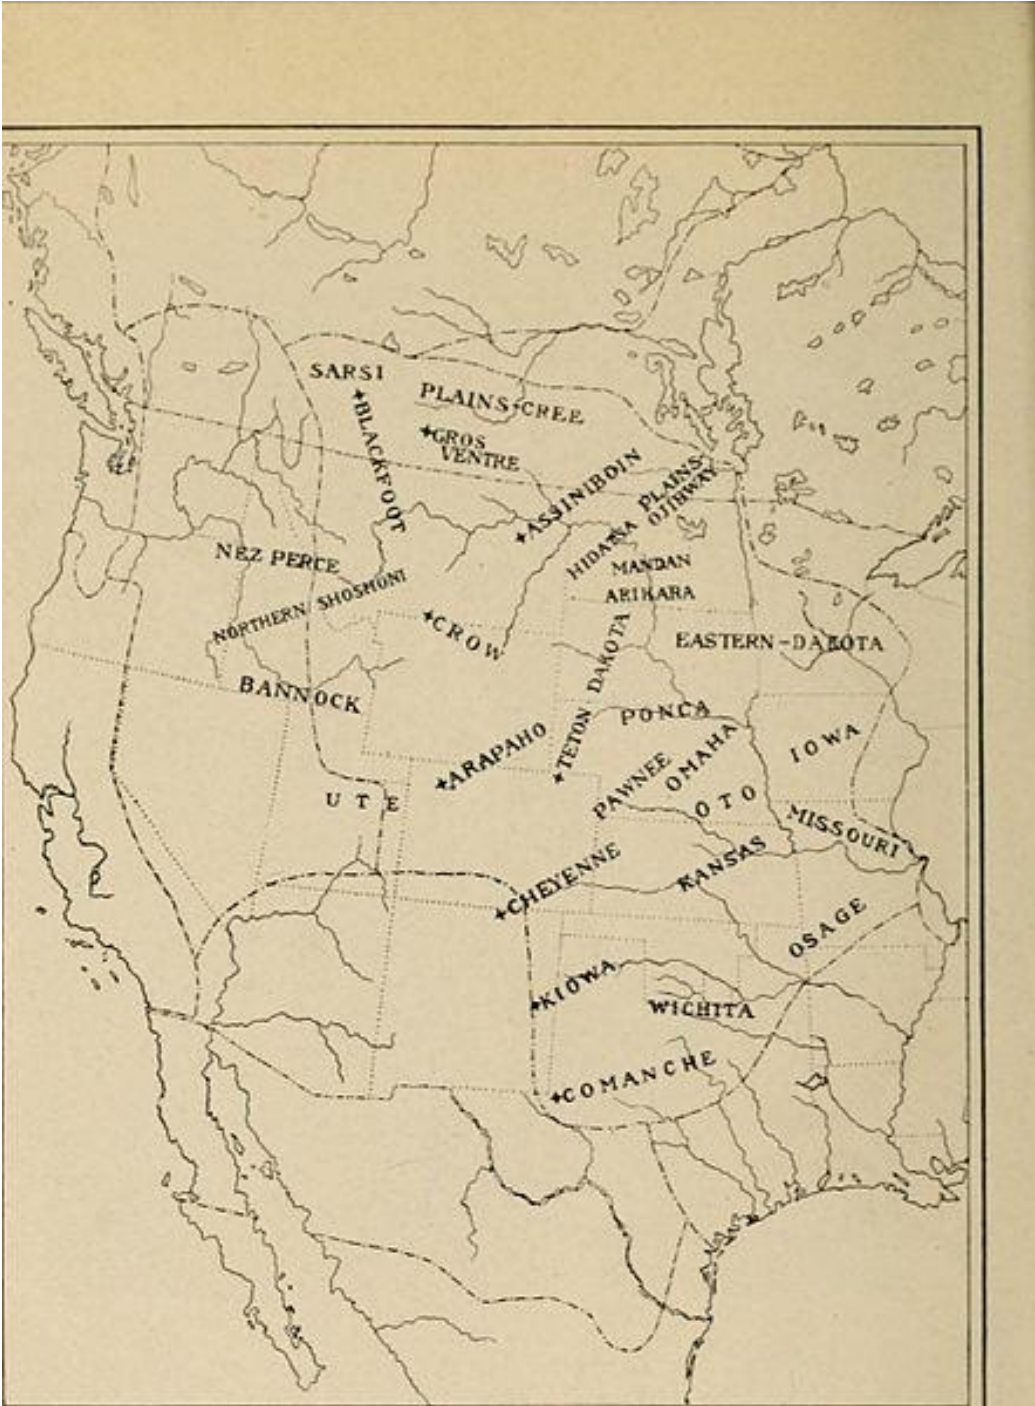 SARSI
PLAINS-CREE
BLACKFOOT
GROS
VENTRE
ASSINIBOIN
PLAINS-
OJIBWAY
HIDATSA
MANDAN
ARIKARA
NEZ PERCE
NORTHERN SHOSHONI
CROW
EASTERN-DAKOTA
TETON DAKOTA
BANNOCK
PONCA
IOWA
ARAPAHO
OMAHA
PAWNEE
UTE
OTO
MISSOURI
CHEYENNE
KANSAS
OSAGE
KIOWA
WICHITA
COMANCHE